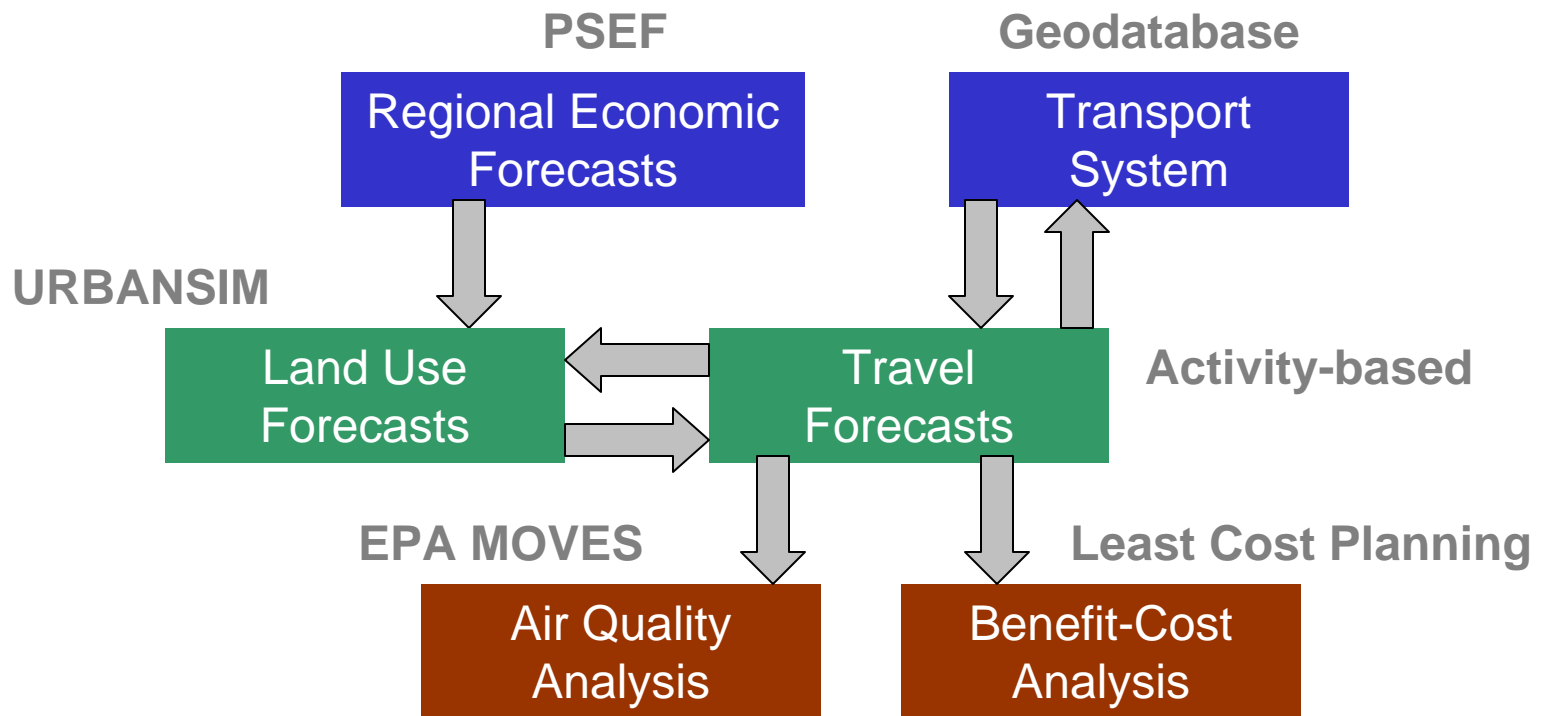 PSEF
Geodatabase
Regional Economic
Forecasts
Transport
System
URBANSIM
Land Use
Forecasts
Travel
Forecasts
Activity-based
EPA MOVES
Least Cost Planning
Air Quality
Analysis
Benefit-Cost
Analysis